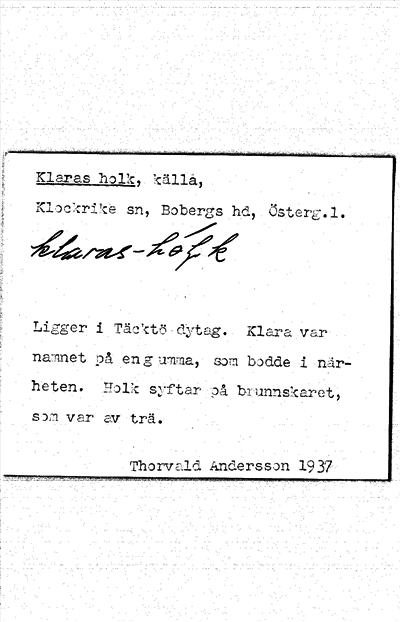 Klaras holk, källa,
Klockrike sn, Bobergs hd, Österg.l.
klaras-hólk
Ligger i Täcktö dytag. Klara var
namnet på en gumma, som bodde i när-
heten. Holk syftar på brunnskaret,
som var av trä.
Thorvald Andersson 1937